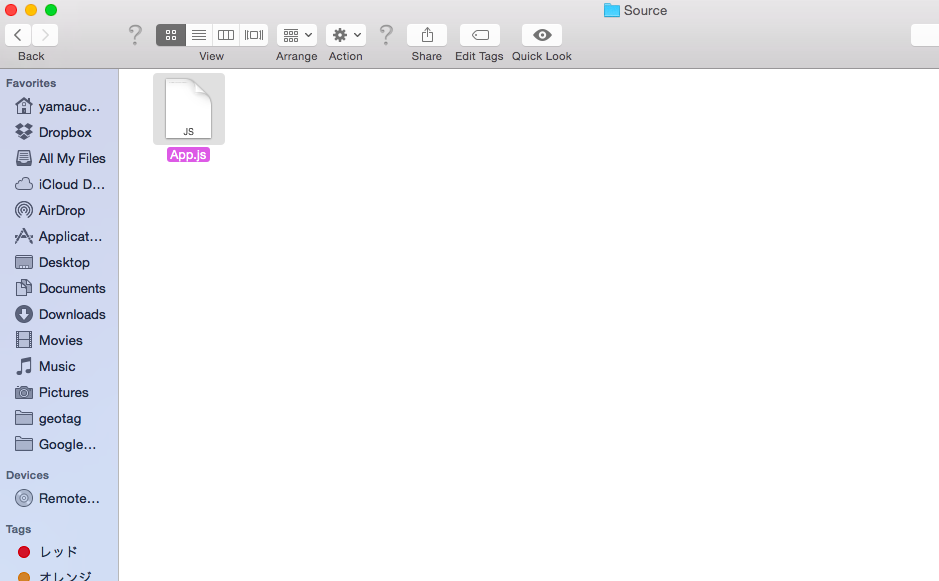 Source
Back
View
Arrange
Action
Share
Edit Tags
Quick Look
Favorites
yamauc...
Dropbox
All My Files
iCloud D...
AirDrop
Applicat...
Desktop
Documents
Downloads
Movies
Music
Pictures
geotag
Google...
Devices
Remote...
Tags
レッド
オレンジ
JS
App.js